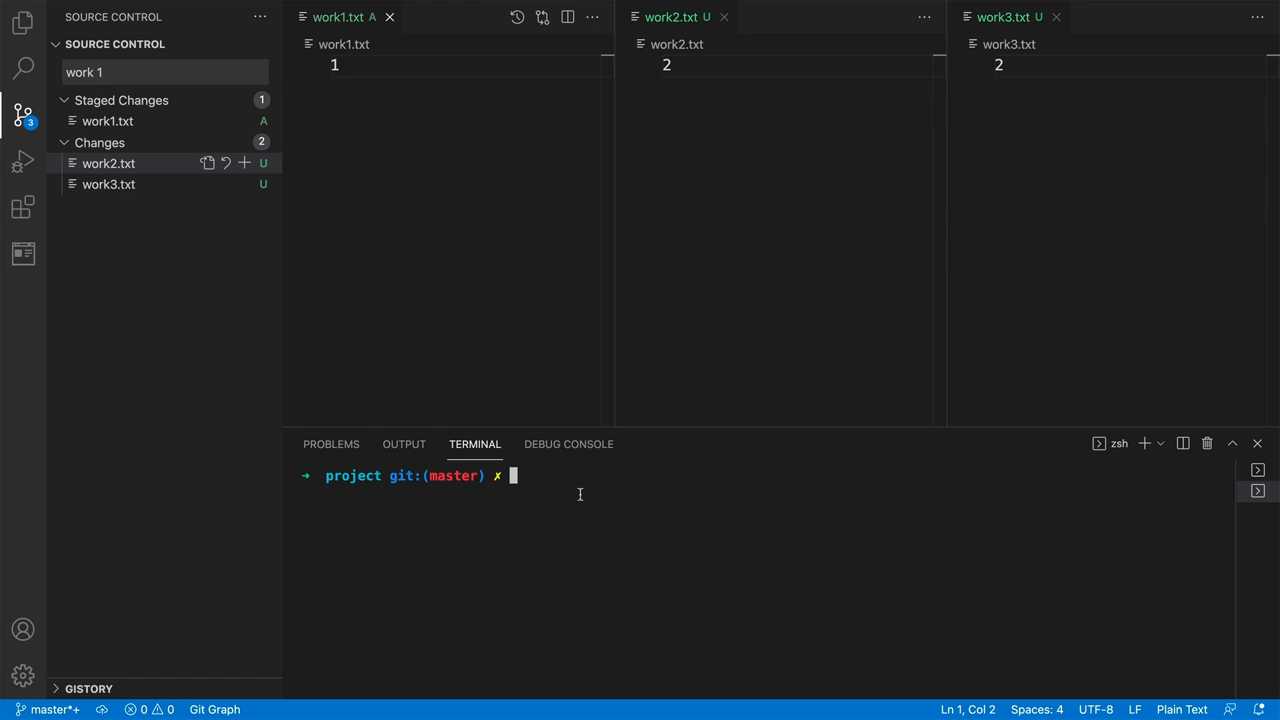 SOURCE CONTROL
SOURCE CONTROL
work 1
Staged Changes 1
work1.txt A
Changes 2
work2.txt U
work3.txt U
3
GISTORY
work1.txt A
work1.txt
1
work2.txt U
work2.txt
2
work3.txt U
work3.txt
2
PROBLEMS OUTPUT TERMINAL DEBUG CONSOLE zsh
➜ project git:(master) ✗
master*+ 0 0 Git Graph Ln 1, Col 2 Spaces: 4 UTF-8 LF Plain Text